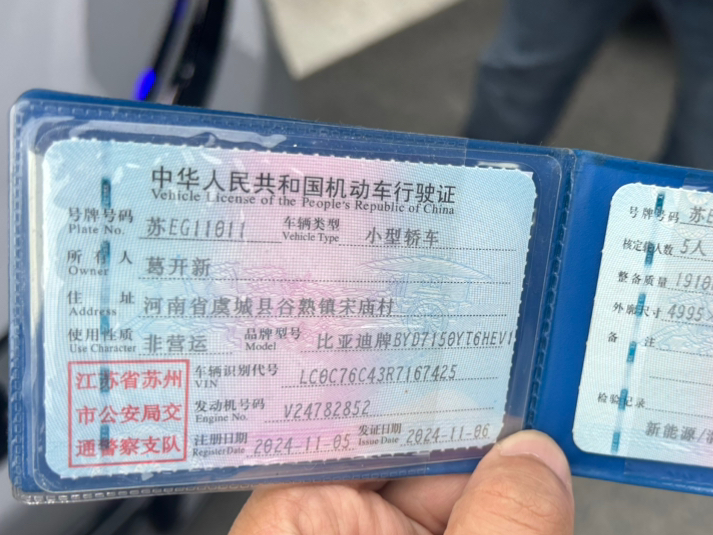 中华人民共和国机动车行驶证
Vehicle License of the People's Republic of China
号牌号码 苏EG11011 车辆类型 小型轿车
Plate No. Vehicle Type
所有人 葛开新
Owner
住址 河南省虞城县谷熟镇宋庙村
Address
使用性质 非营运 品牌型号 比亚迪牌BYD7150YT6HEV1
Use Character Model
江苏省苏州
市公安局交
通警察支队
车辆识别代号 LC0C76C43R7167425
VIN
发动机号码 V24782852
Engine No.
注册日期 2024-11-05 发证日期 2024-11-06
Register Date Issue Date
号牌号码 苏E
核定载人数 5人
整备质量 1910
外廓尺寸 4995×
备注
检验记录
新能源/